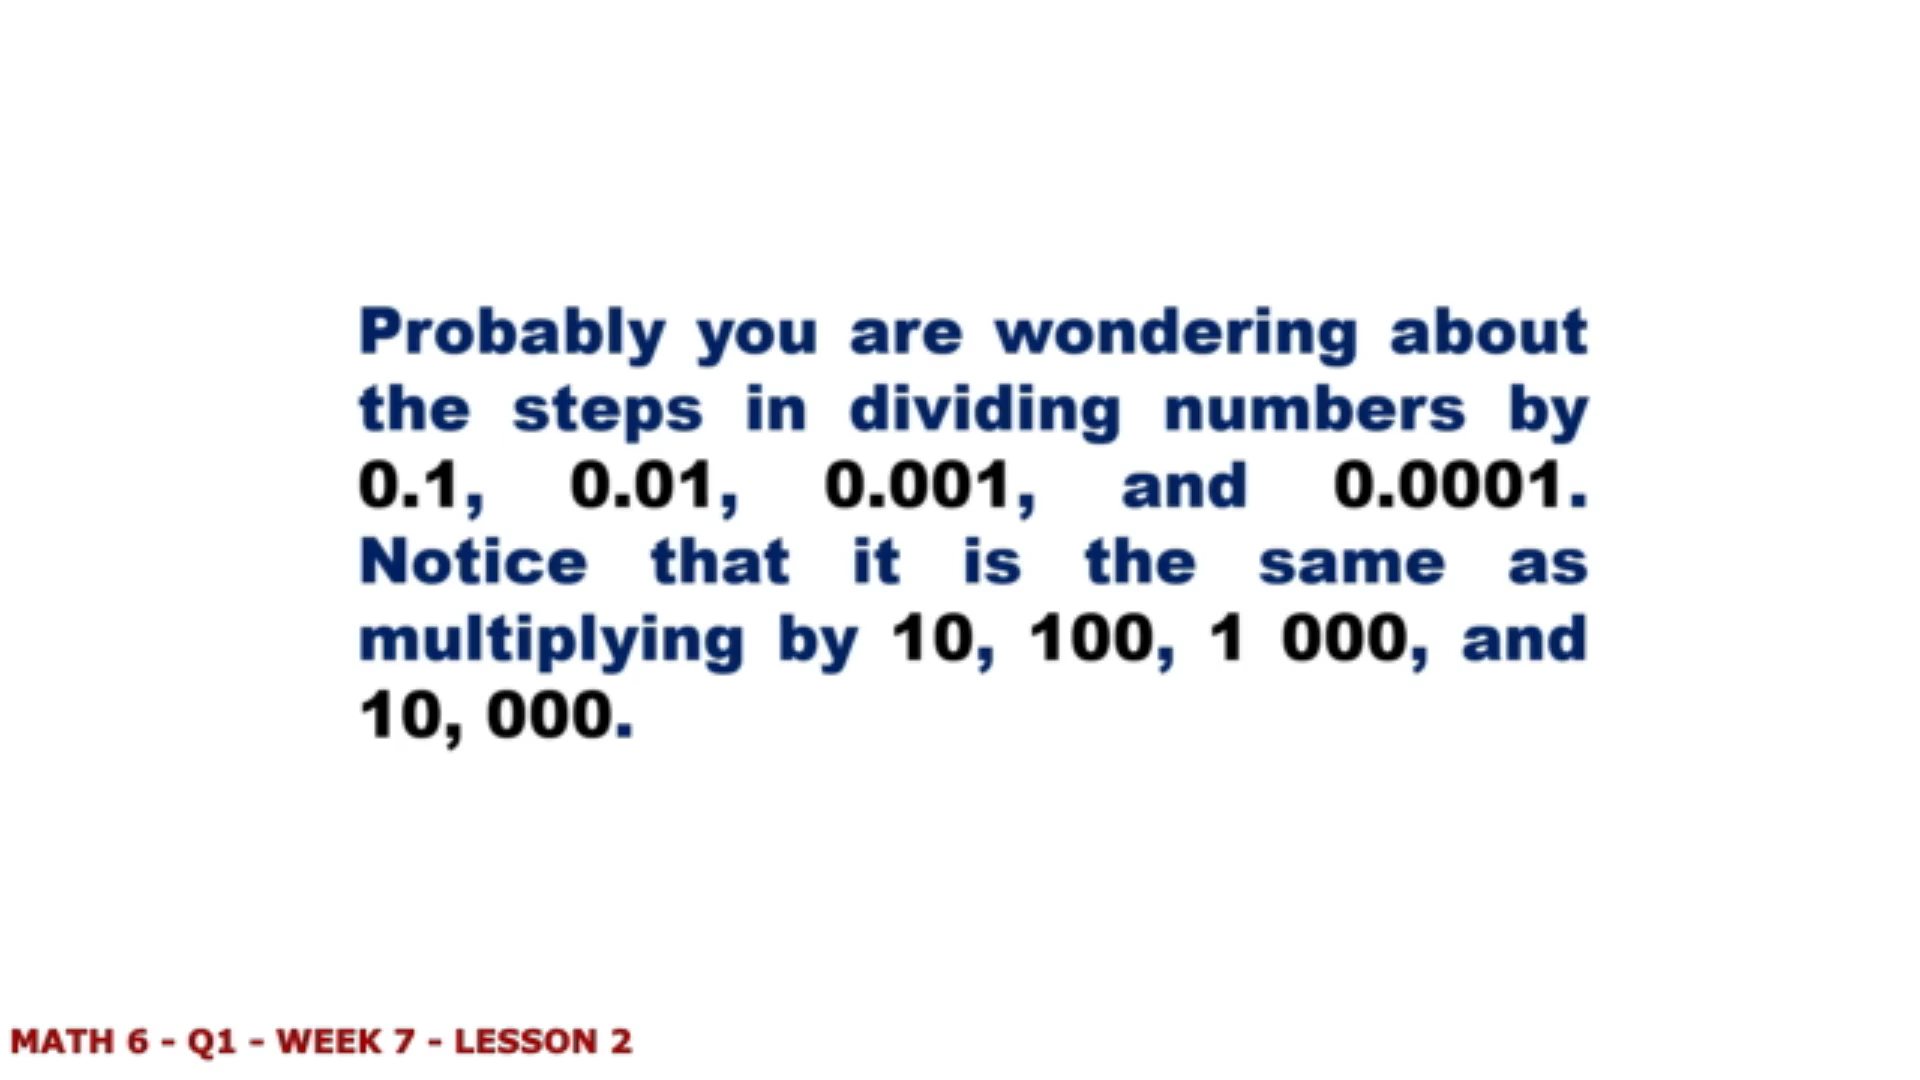 Probably you are wondering about
the steps in dividing numbers by
0.1, 0.01, 0.001, and 0.0001.
Notice that it is the same as
multiplying by 10, 100, 1 000, and
10, 000.
MATH 6 - Q1 - WEEK 7 - LESSON 2